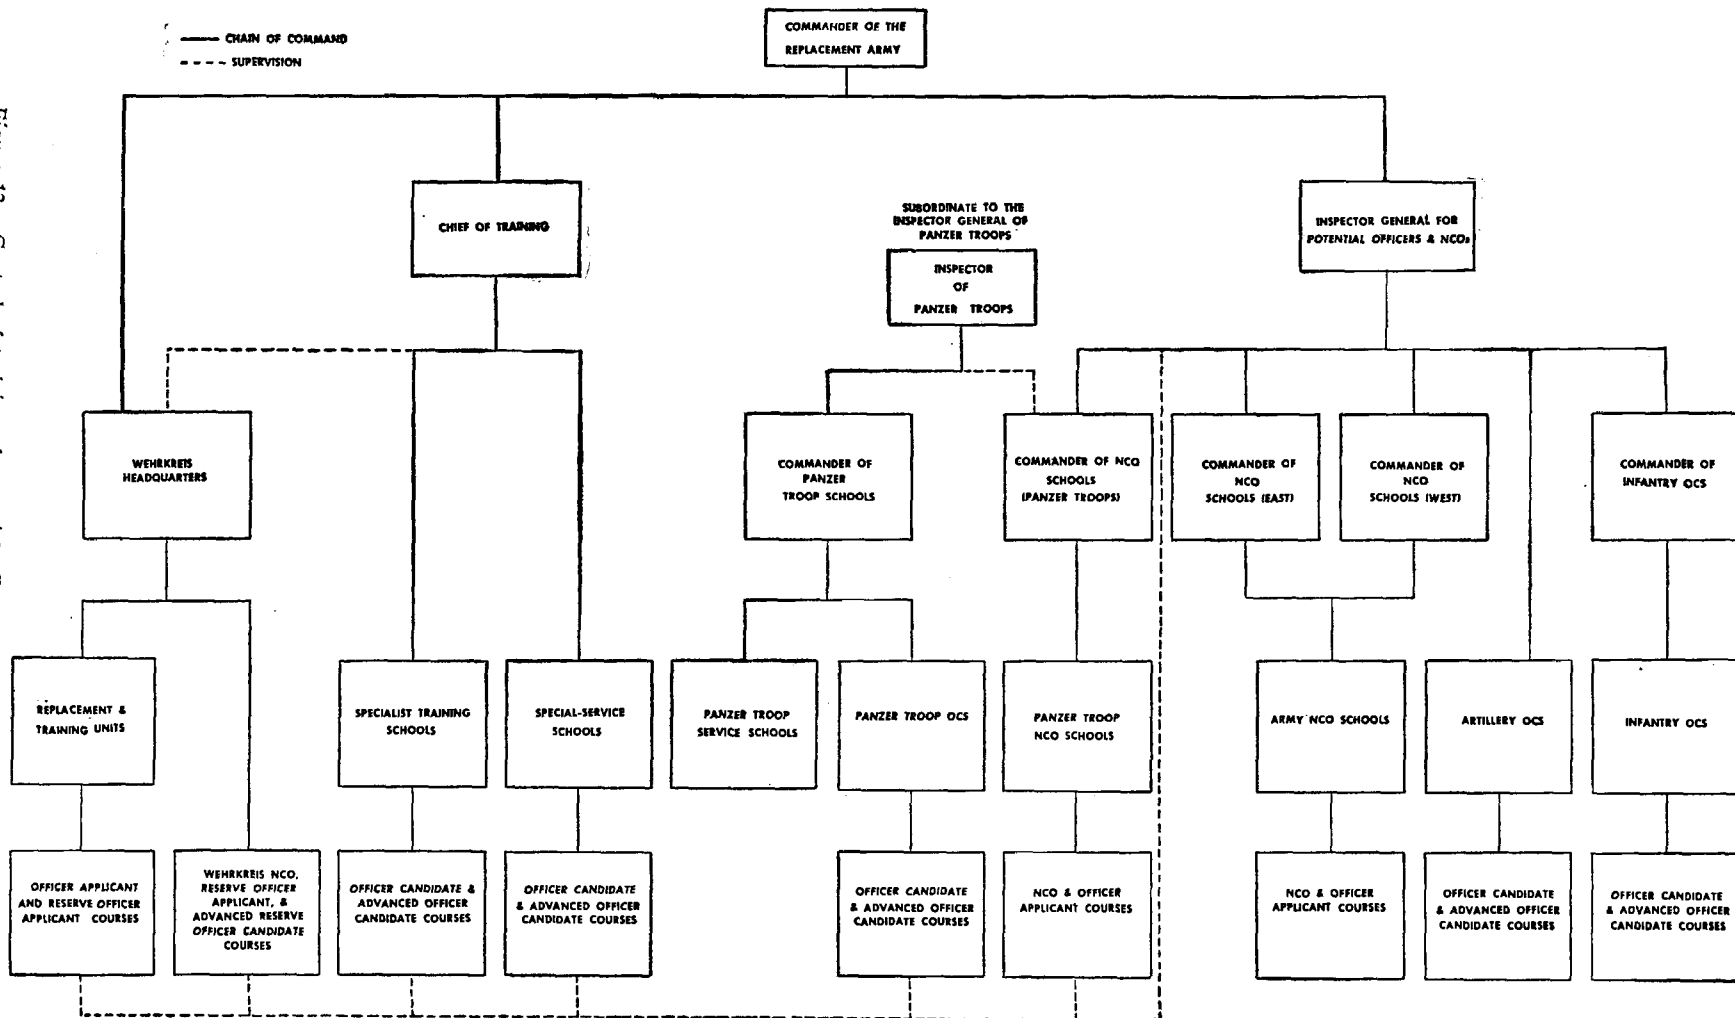 COMMANDER OF THE
REPLACEMENT ARMY
CHAIN OF COMMAND
SUPERVISION
CHIEF OF TRAINING
SUBORDINATE TO THE
INSPECTOR GENERAL OF
PANZER TROOPS
INSPECTOR
OF
PANZER TROOPS
INSPECTOR GENERAL FOR
POTENTIAL OFFICERS & NCOs
WEHRKREIS
HEADQUARTERS
COMMANDER OF
PANZER
TROOP SCHOOLS
COMMANDER OF NCO
SCHOOLS
(PANZER TROOPS)
COMMANDER OF
NCO
SCHOOLS (EAST)
COMMANDER OF
NCO
SCHOOLS (WEST)
COMMANDER OF
INFANTRY OCS
REPLACEMENT &
TRAINING UNITS
SPECIALIST TRAINING
SCHOOLS
SPECIAL-SERVICE
SCHOOLS
PANZER TROOP
SERVICE SCHOOLS
PANZER TROOP OCS
PANZER TROOP
NCO SCHOOLS
ARMY NCO SCHOOLS
ARTILLERY OCS
INFANTRY OCS
OFFICER APPLICANT
AND RESERVE OFFICER
APPLICANT COURSES
WEHRKREIS NCO,
RESERVE OFFICER
APPLICANT, &
ADVANCED RESERVE
OFFICER CANDIDATE
COURSES
OFFICER CANDIDATE &
ADVANCED OFFICER
CANDIDATE COURSES
OFFICER CANDIDATE
& ADVANCED OFFICER
CANDIDATE COURSES
OFFICER CANDIDATE
& ADVANCED OFFICER
CANDIDATE COURSES
NCO & OFFICER
APPLICANT COURSES
NCO & OFFICER
APPLICANT COURSES
OFFICER CANDIDATE
& ADVANCED OFFICER
CANDIDATE COURSES
OFFICER CANDIDATE
& ADVANCED OFFICER
CANDIDATE COURSES